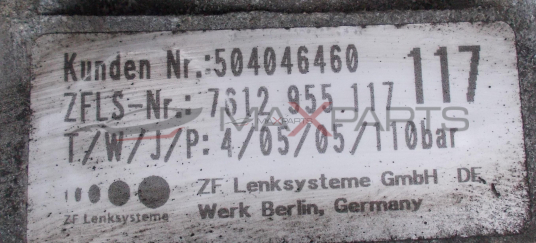 Kunden Nr.:504046460 117
ZFLS-Nr.: 7612 955 117
MAXPARTS
T/W/J/P: 4/05/05/110bar
ZF Lenksysteme GmbH DE
ZF Lenksysteme
Werk Berlin, Germany